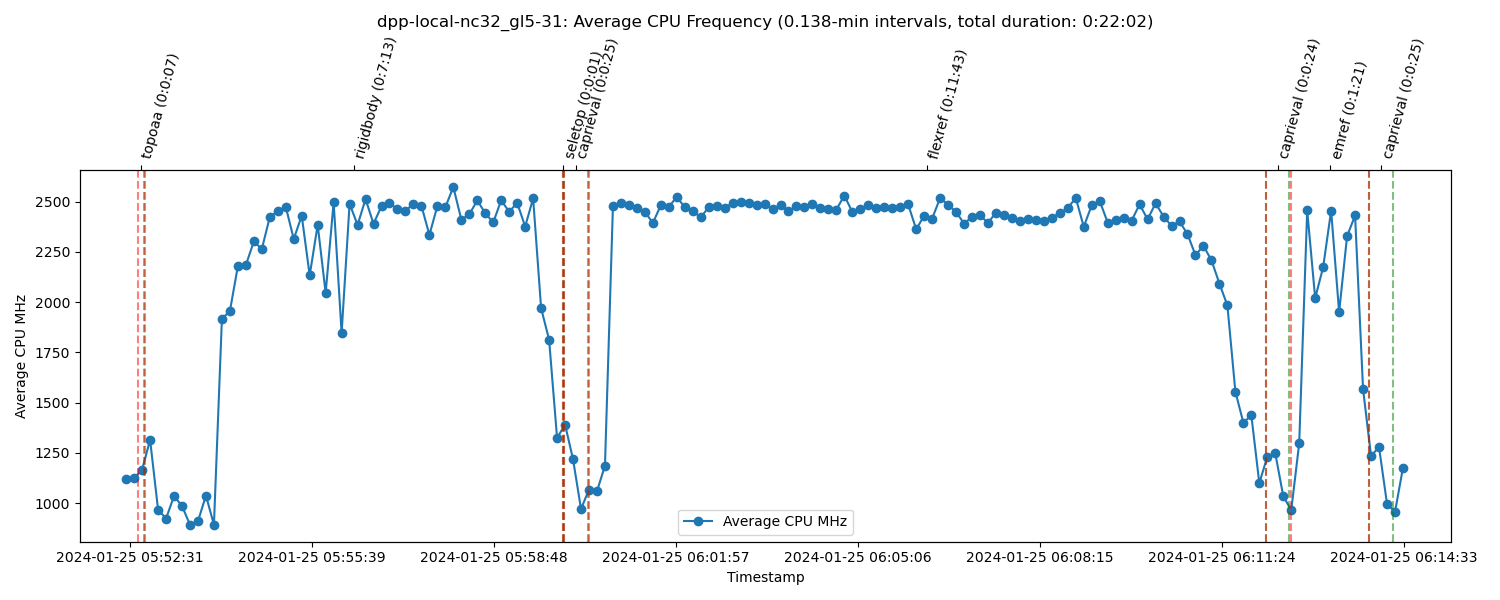 dpp-local-nc32_gl5-31: Average CPU Frequency (0.138-min intervals, total duration: 0:22:02)
topoaa (0:0:07)
rigidbody (0:7:13)
seletop (0:0:01)
caprieval (0:0:25)
flexref (0:11:43)
caprieval (0:0:24)
emref (0:1:21)
caprieval (0:0:25)
Average CPU MHz
2500
2250
2000
1750
1500
1250
1000
Average CPU MHz
2024-01-25 05:52:31
2024-01-25 05:55:39
2024-01-25 05:58:48
2024-01-25 06:01:57
2024-01-25 06:05:06
2024-01-25 06:08:15
2024-01-25 06:11:24
2024-01-25 06:14:33
Timestamp